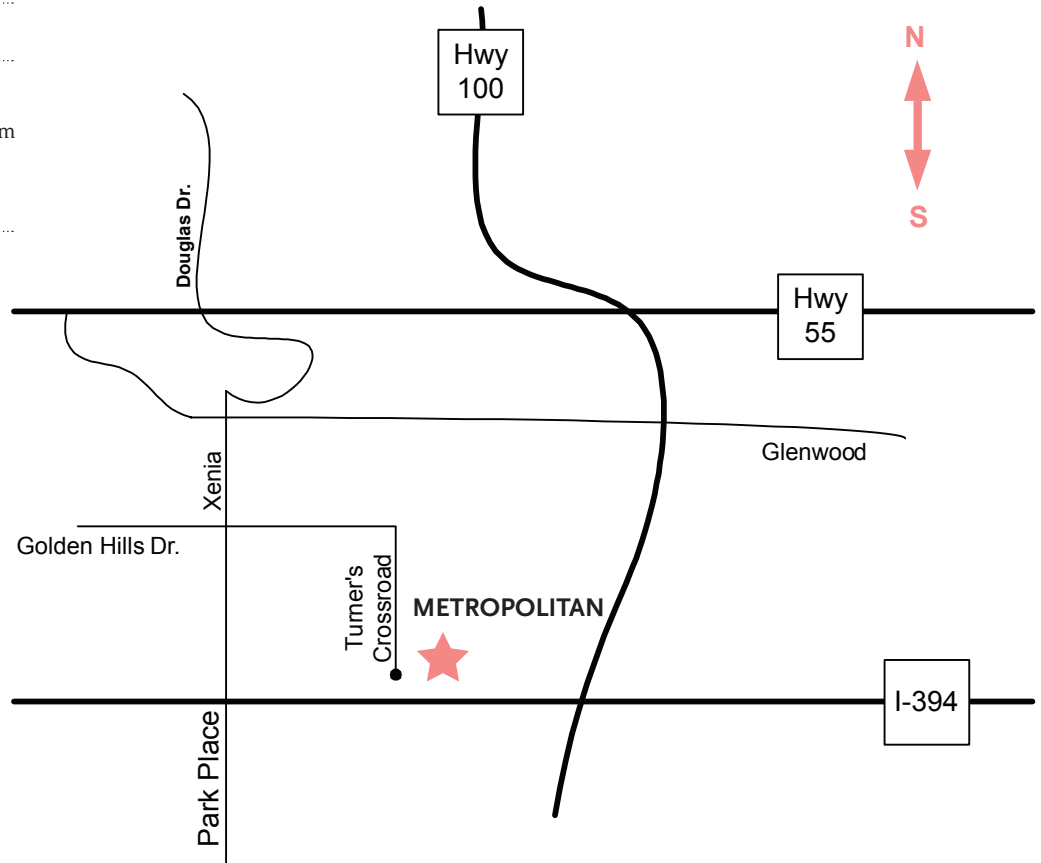 Hwy
100
N
m
Douglas Dr.
S
Hwy
55
Glenwood
Xenia
Golden Hills Dr.
Turner's
Crossroad
METROPOLITAN
I-394
Park Place